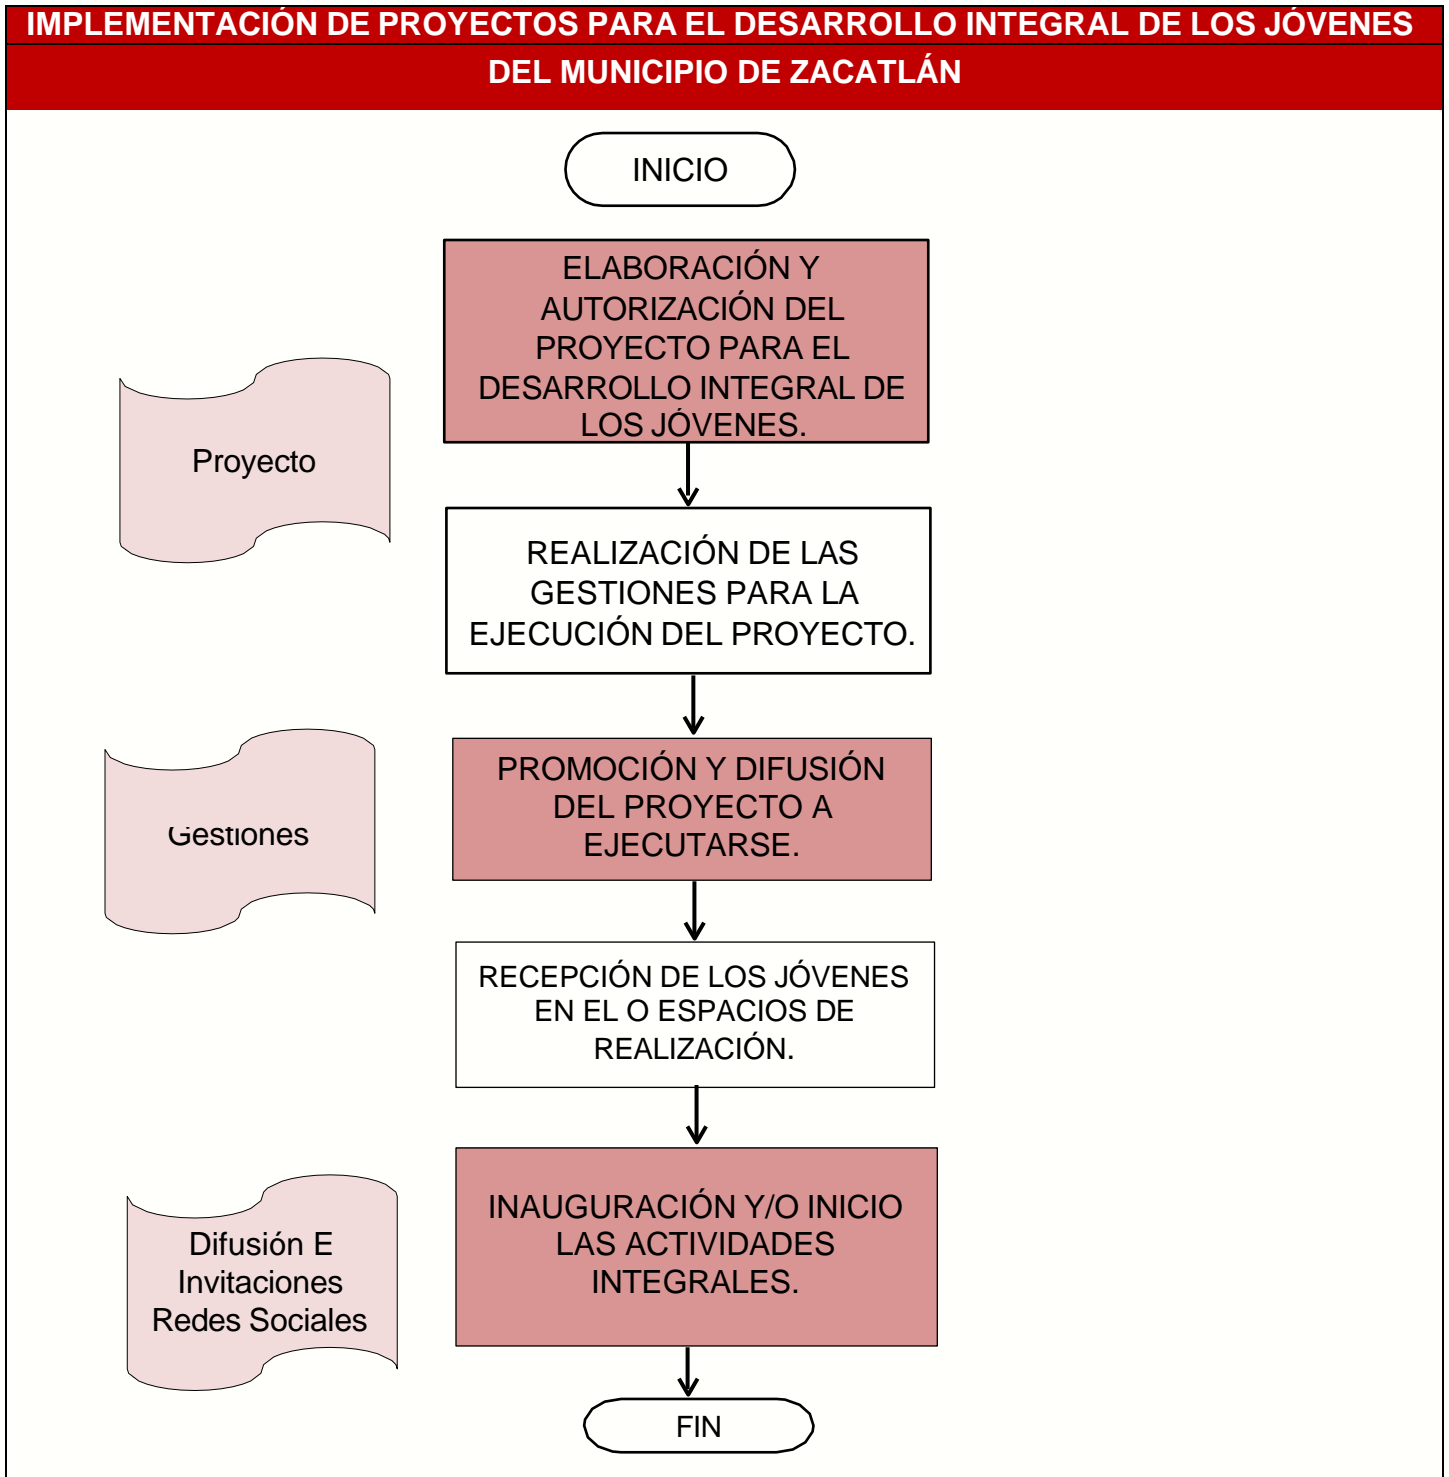 IMPLEMENTACIÓN DE PROYECTOS PARA EL DESARROLLO INTEGRAL DE LOS JÓVENES
DEL MUNICIPIO DE ZACATLÁN
INICIO
ELABORACIÓN Y
AUTORIZACIÓN DEL
PROYECTO PARA EL
DESARROLLO INTEGRAL DE
LOS JÓVENES.
Proyecto
REALIZACIÓN DE LAS
GESTIONES PARA LA
EJECUCIÓN DEL PROYECTO.
PROMOCIÓN Y DIFUSIÓN
DEL PROYECTO A
EJECUTARSE.
Gestiones
RECEPCIÓN DE LOS JÓVENES
EN EL O ESPACIOS DE
REALIZACIÓN.
INAUGURACIÓN Y/O INICIO
LAS ACTIVIDADES
INTEGRALES.
Difusión E
Invitaciones
Redes Sociales
FIN